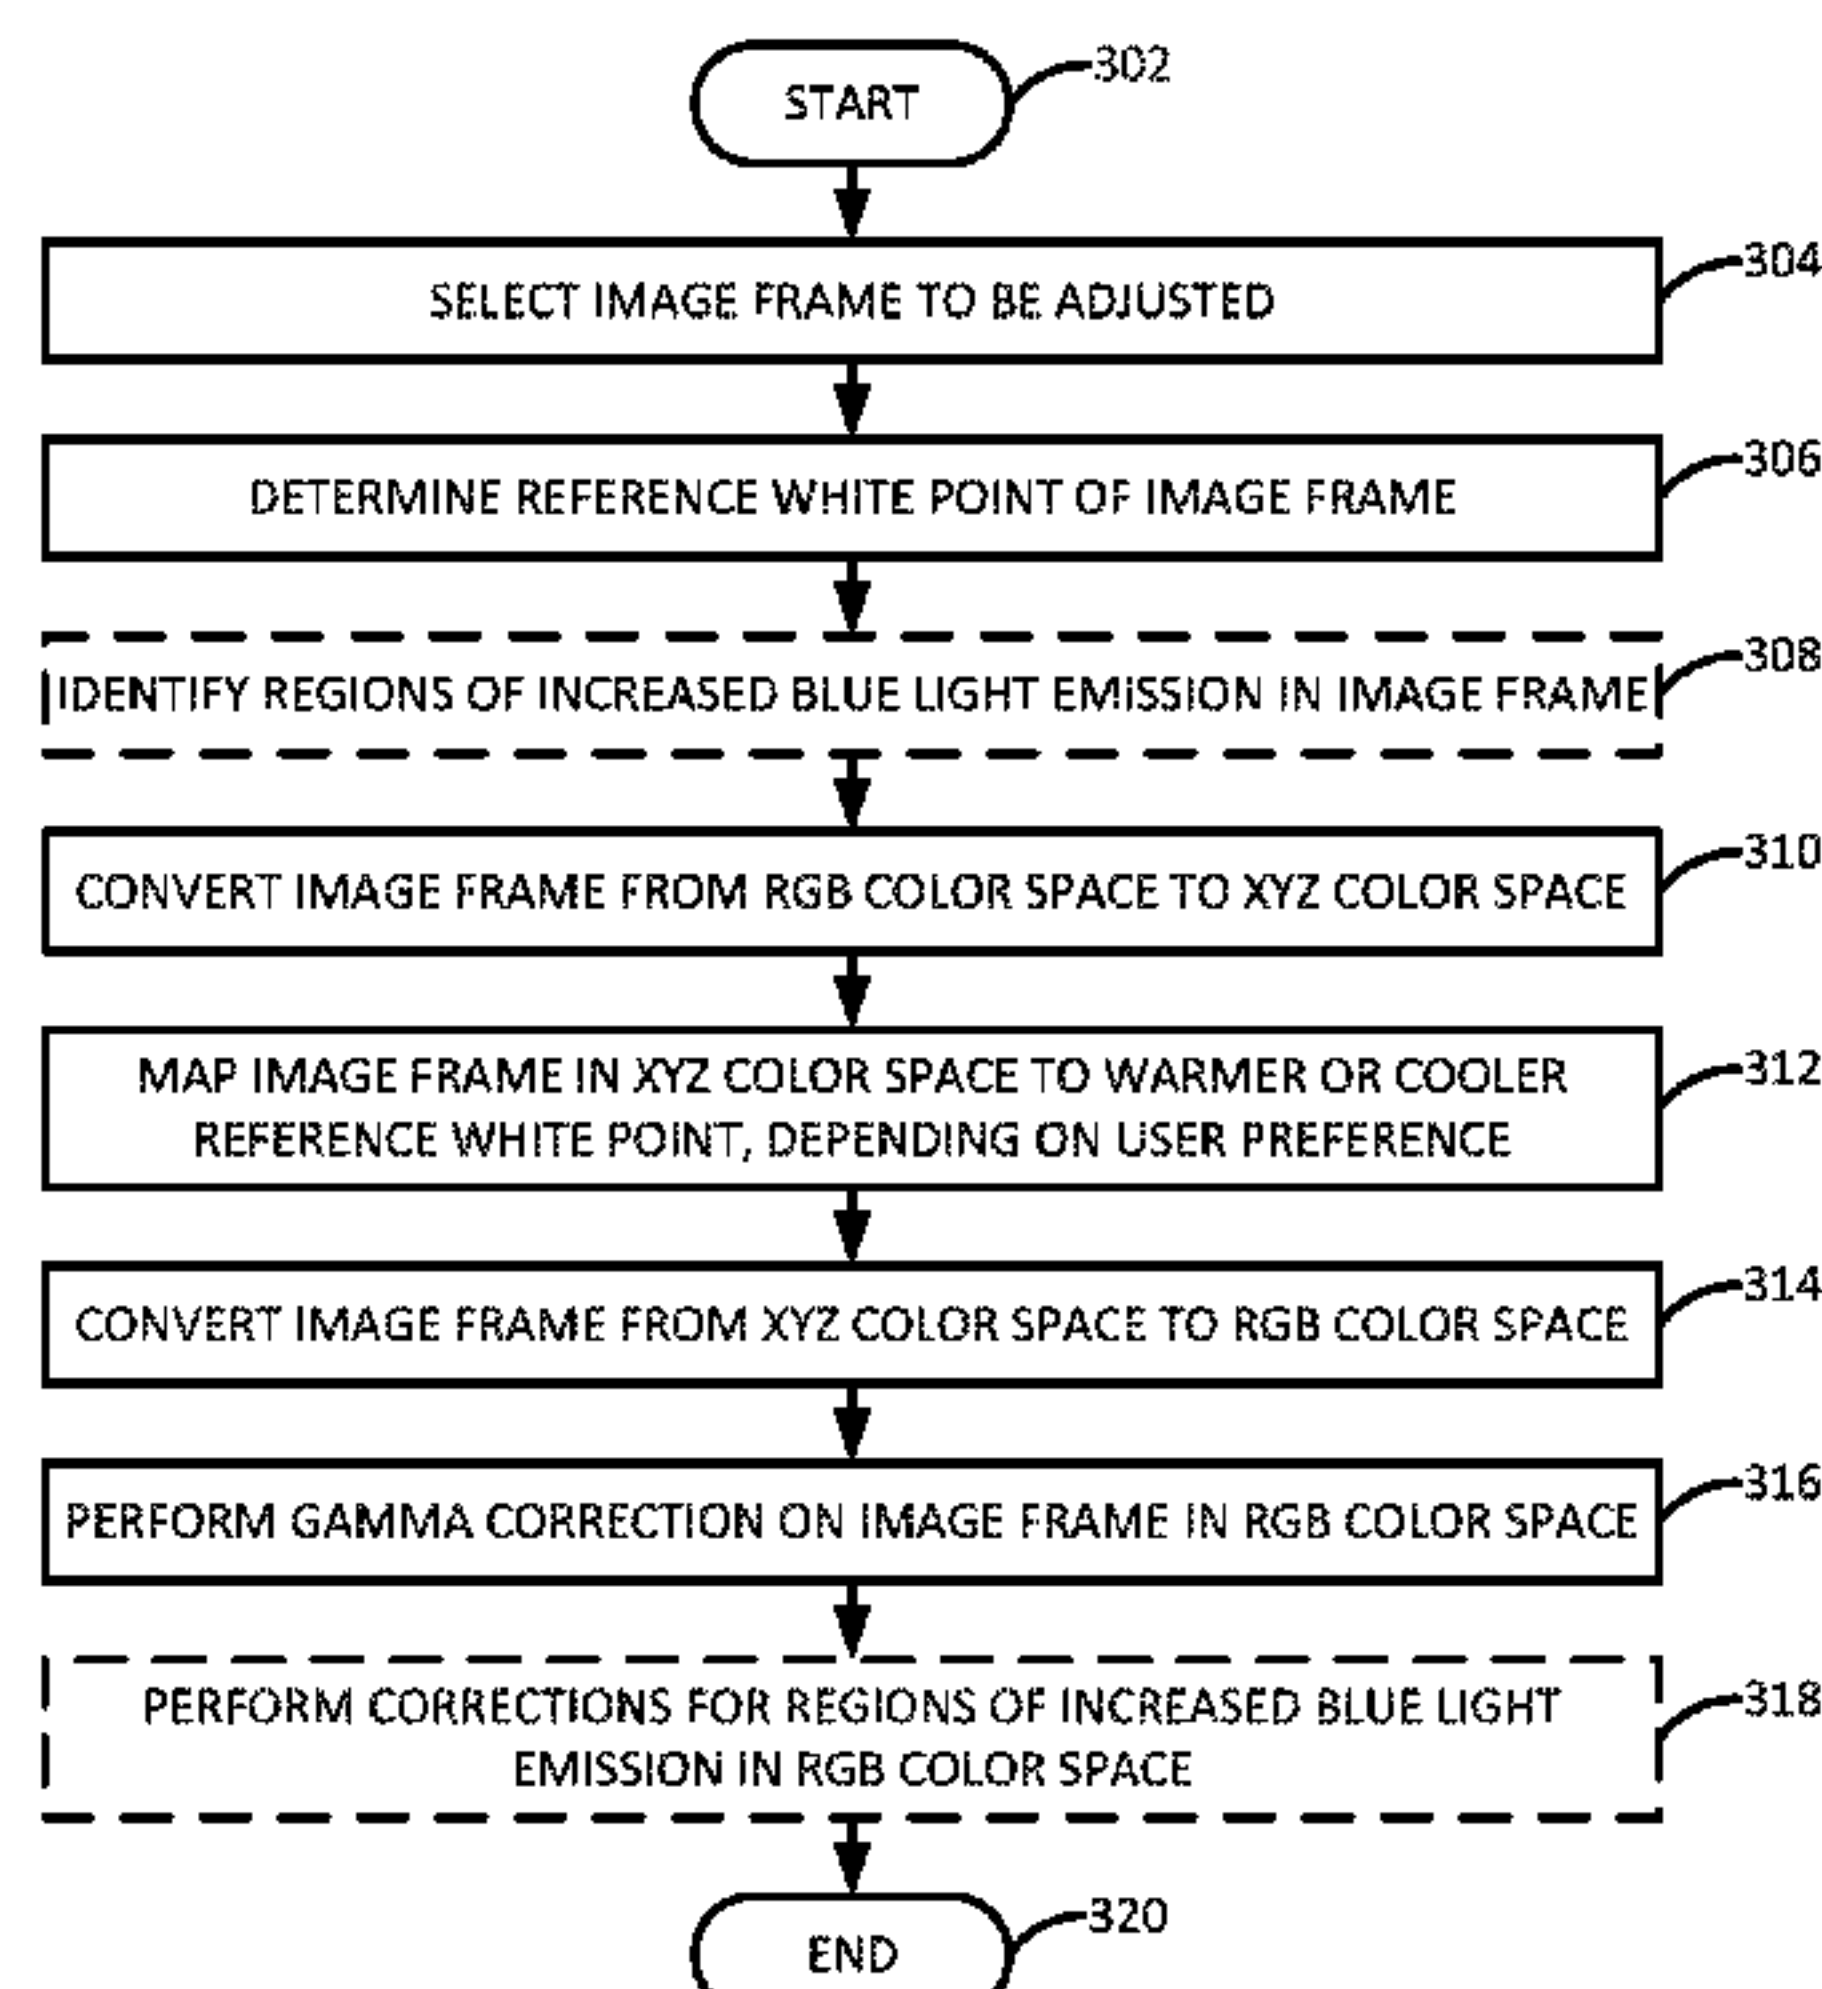 START
302
SELECT IMAGE FRAME TO BE ADJUSTED
304
DETERMINE REFERENCE WHITE POINT OF IMAGE FRAME
306
IDENTIFY REGIONS OF INCREASED BLUE LIGHT EMISSION IN IMAGE FRAME
308
CONVERT IMAGE FRAME FROM RGB COLOR SPACE TO XYZ COLOR SPACE
310
MAP IMAGE FRAME IN XYZ COLOR SPACE TO WARMER OR COOLER
REFERENCE WHITE POINT, DEPENDING ON USER PREFERENCE
312
CONVERT IMAGE FRAME FROM XYZ COLOR SPACE TO RGB COLOR SPACE
314
PERFORM GAMMA CORRECTION ON IMAGE FRAME IN RGB COLOR SPACE
316
PERFORM CORRECTIONS FOR REGIONS OF INCREASED BLUE LIGHT
EMISSION IN RGB COLOR SPACE
318
END
320